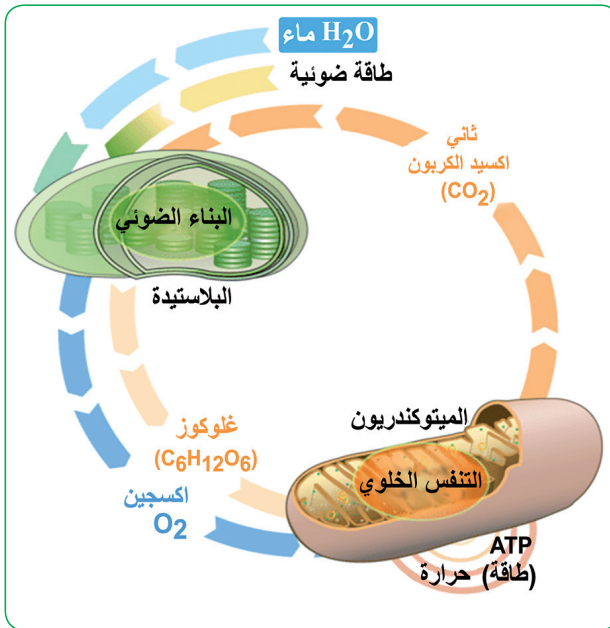 H2O ماء
طاقة ضوئية
ثاني
اكسيد الكربون
(CO2)
البناء الضوئي
البلاستيدة
الميتوكندريون
غلوكوز
(C6H12O6)
التنفس الخلوي
اكسجين
O2
ATP
(طاقة) حرارة